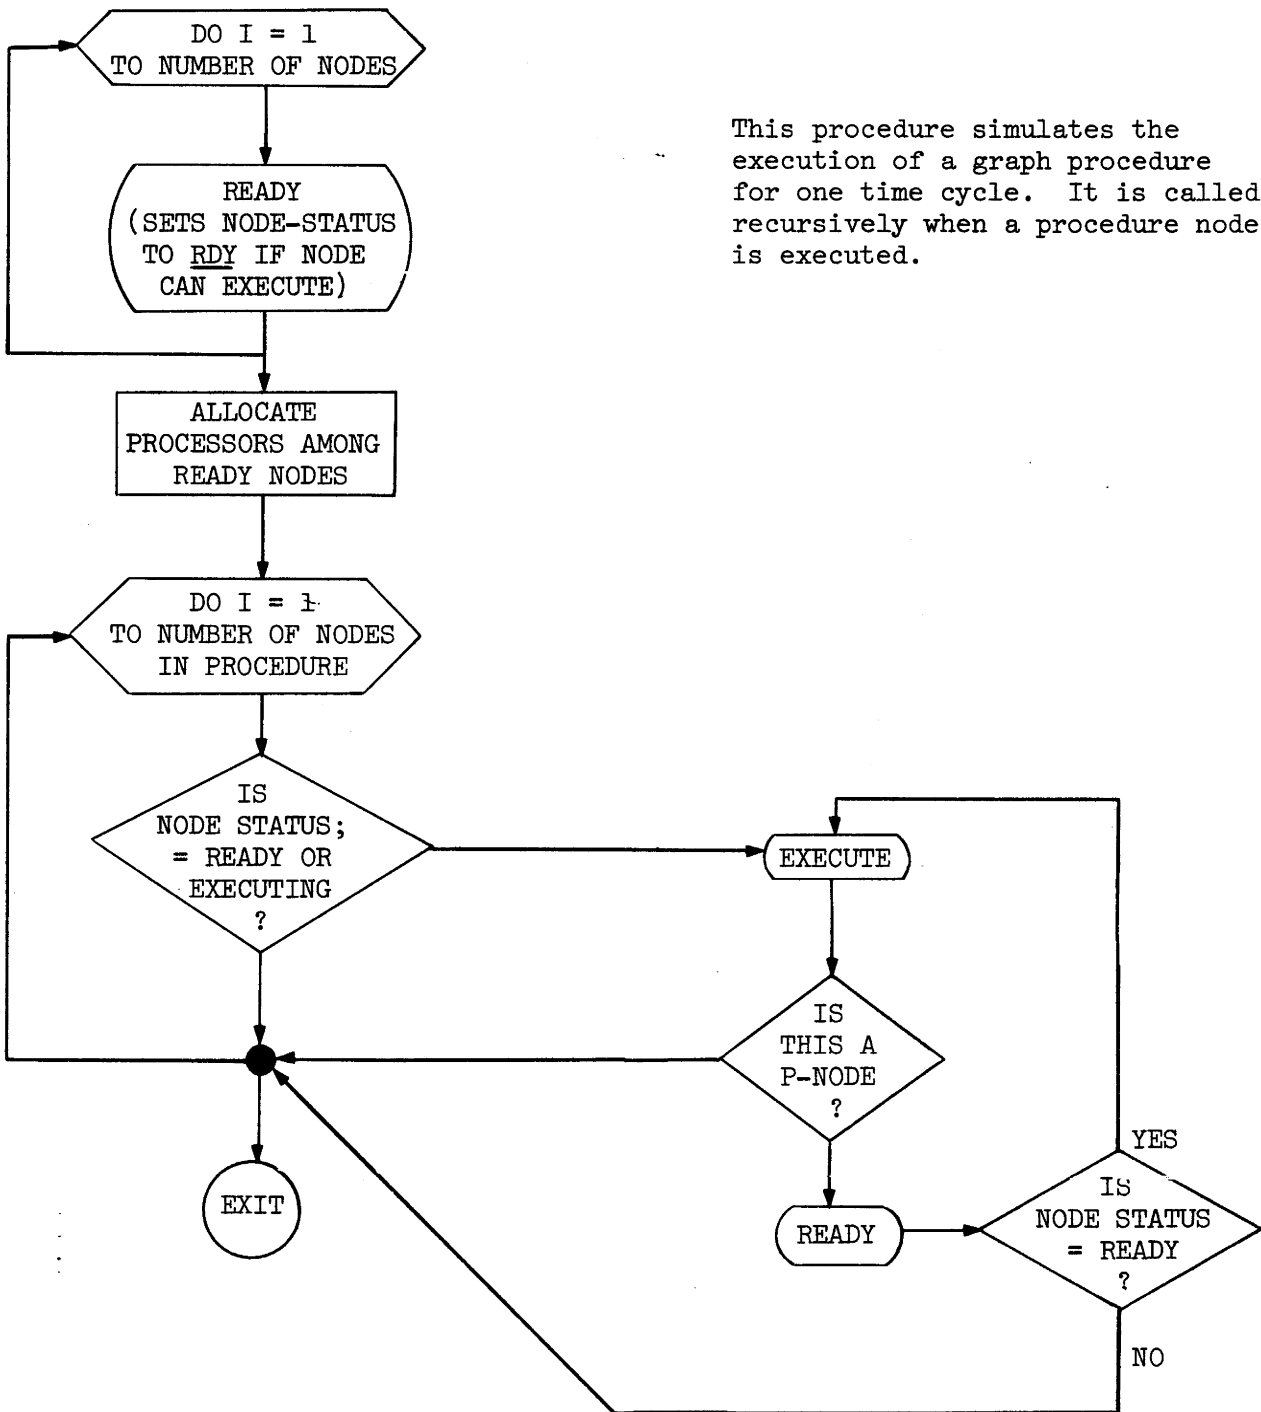 DO I = 1
TO NUMBER OF NODES
This procedure simulates the
execution of a graph procedure
for one time cycle. It is called
recursively when a procedure node
is executed.
READY
(SETS NODE-STATUS
TO RDY IF NODE
CAN EXECUTE)
ALLOCATE
PROCESSORS AMONG
READY NODES
DO I = 1
TO NUMBER OF NODES
IN PROCEDURE
IS
NODE STATUS;
= READY OR
EXECUTING
?
EXECUTE
IS
THIS A
P-NODE
?
EXIT
READY
YES
IS
NODE STATUS
= READY
?
NO